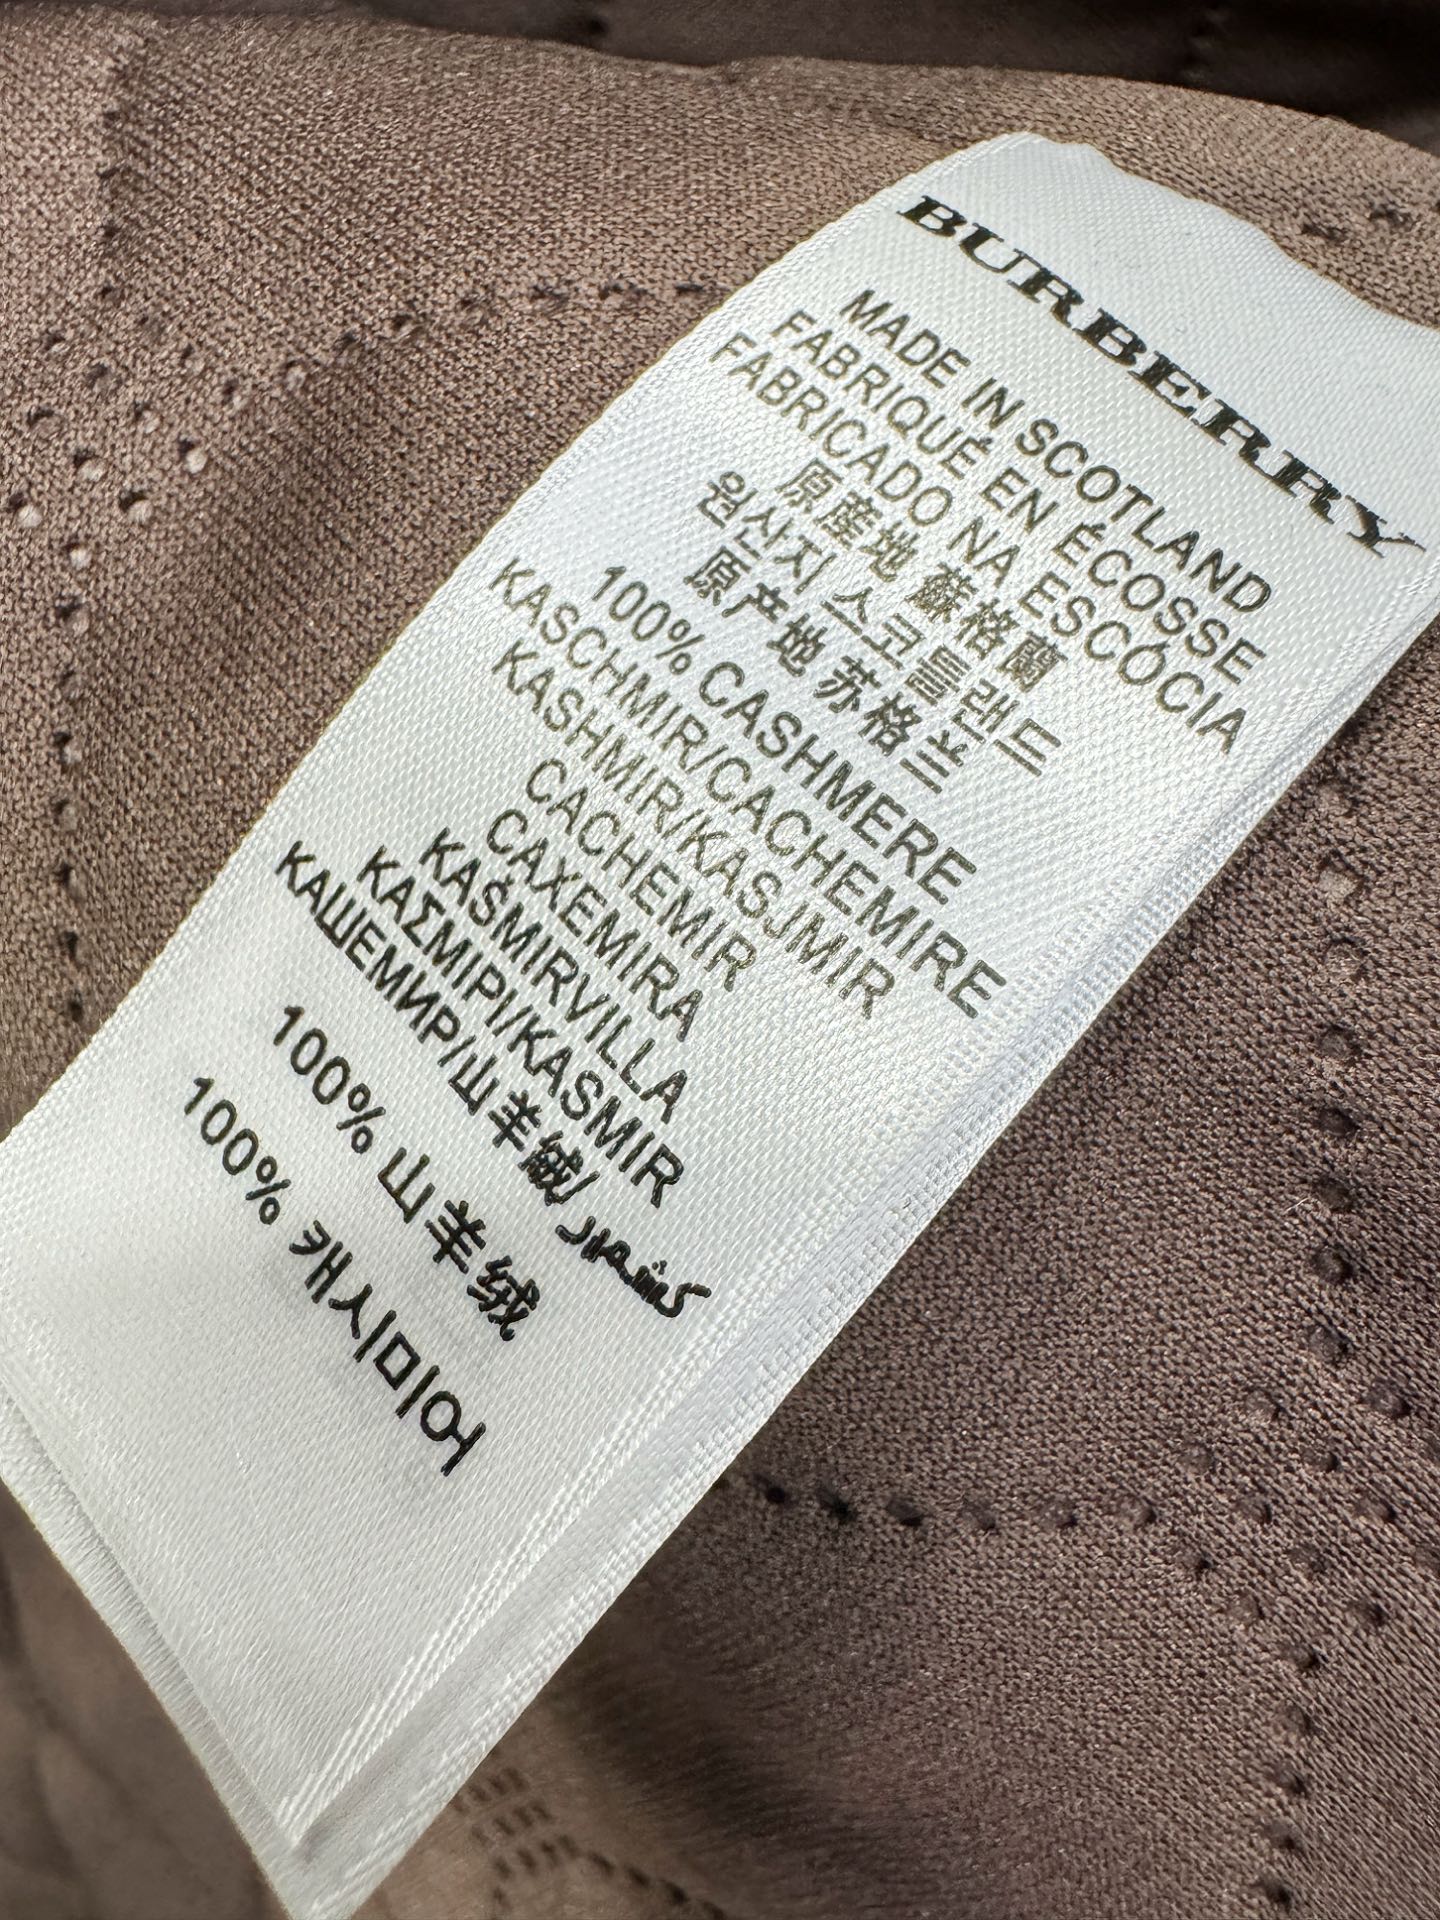 BURBERRY
MADE IN SCOTLAND
FABRIQUÉ EN ÉCOSSE
FABRICADO NA ESCÓCIA
原産地 蘇格蘭
원산지 스코틀랜드
原产地 苏格兰
100% CASHMERE
KASCHMIR/CACHEMIRE
KASHMIR/KASJMIR
CACHEMIR
CAXEMIRA
KAŠMIRVILLA
ΚΑΣΜΙΡΙ/KASMIR
КАШЕМИР/山羊絨/كشمير
100% 山羊绒
100% 캐시미어